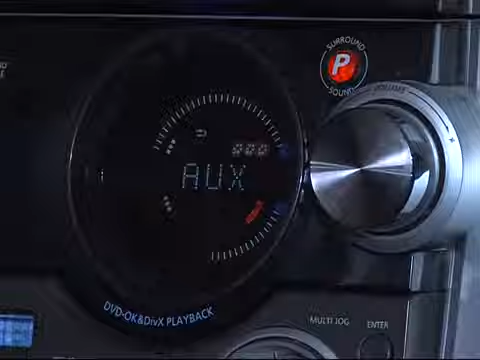 SURROUND
P
SOUND
VOLUME
AUX
DVD-OK&DivX PLAYBACK
MULTI JOG
ENTER